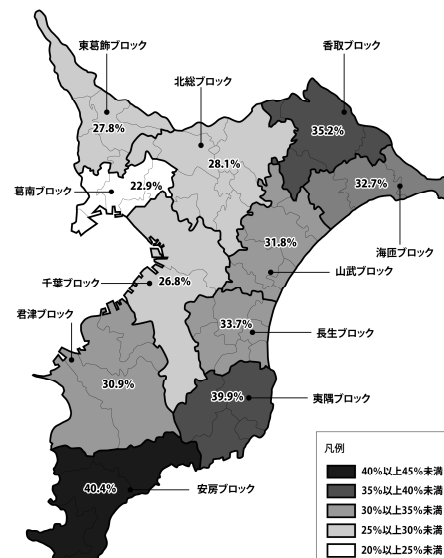 東葛飾ブロック
香取ブロック
北総ブロック
27.8%
35.2%
28.1%
葛南ブロック
22.9%
32.7%
31.8%
海匝ブロック
山武ブロック
千葉ブロック
26.8%
君津ブロック
33.7%
長生ブロック
30.9%
39.9%
夷隅ブロック
凡例
40%以上45%未満
35%以上40%未満
30%以上35%未満
25%以上30%未満
20%以上25%未満
40.4%
安房ブロック